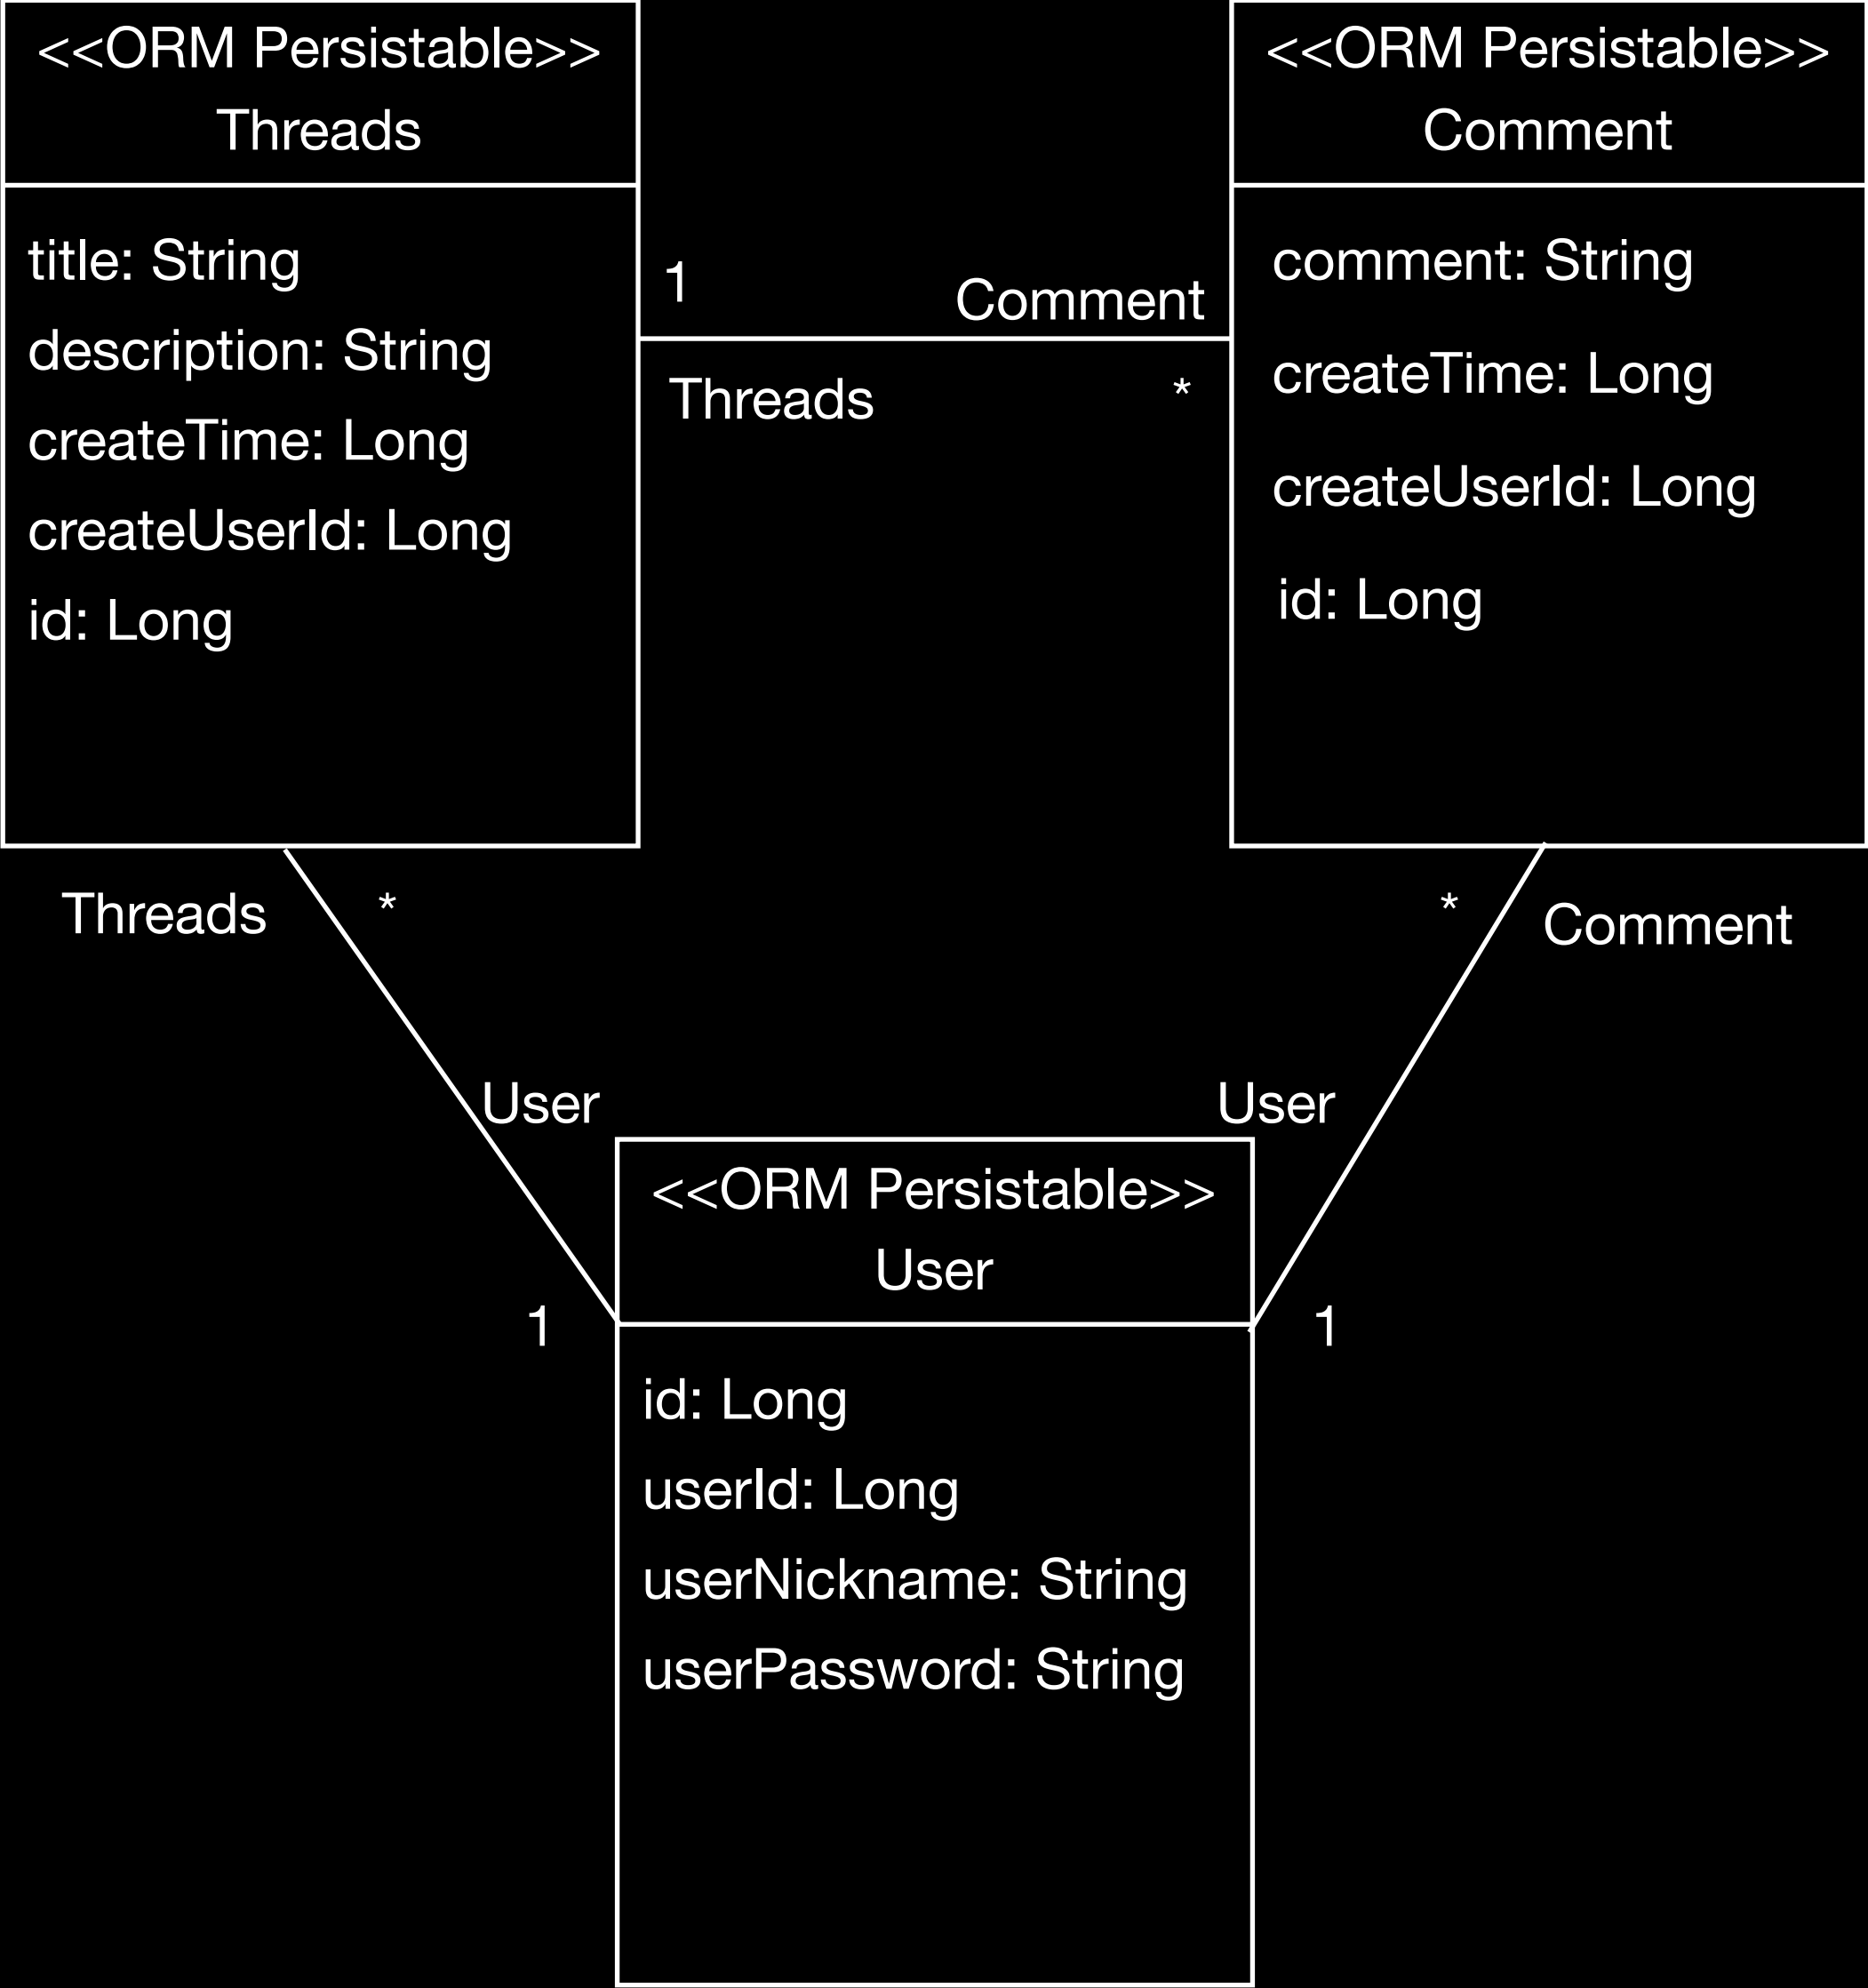 <<ORM Persistable>>
Threads
title: String
description: String
createTime: Long
createUserId: Long
id: Long
1
Comment
Threads
*
<<ORM Persistable>>
Comment
comment: String
createTime: Long
createUserId: Long
id: Long
Threads
*
*
Comment
User
User
1
1
<<ORM Persistable>>
User
id: Long
userId: Long
userNickname: String
userPassword: String